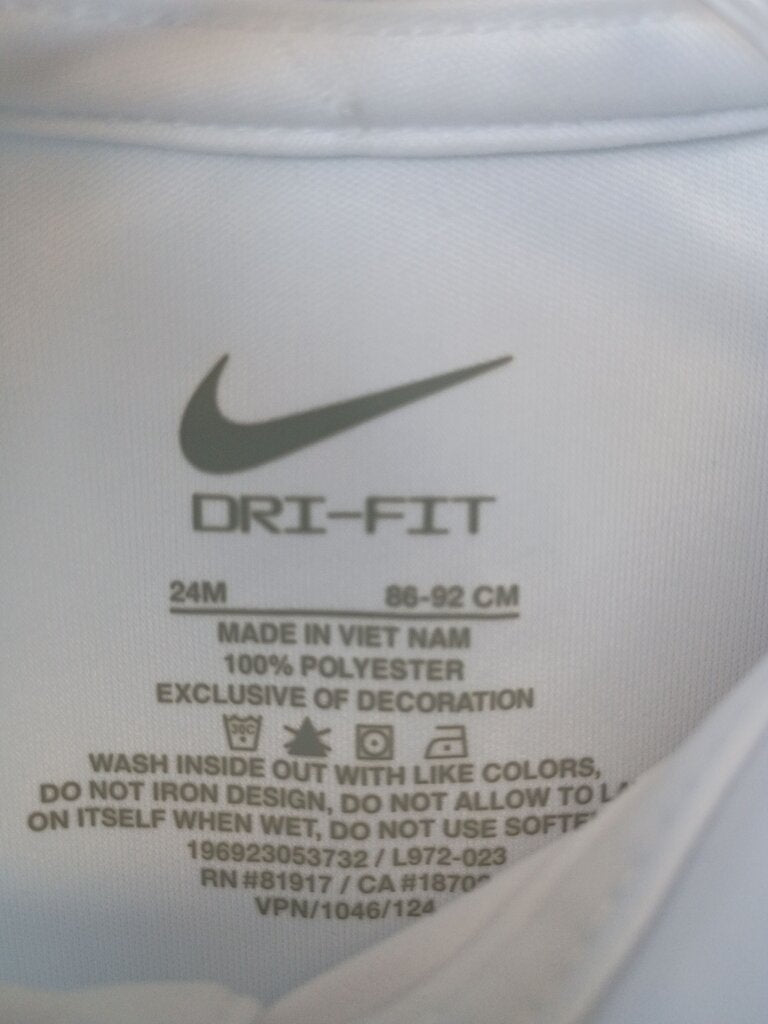 DRI-FIT
24M 86-92 CM
MADE IN VIET NAM
100% POLYESTER
EXCLUSIVE OF DECORATION
30C
WASH INSIDE OUT WITH LIKE COLORS,
DO NOT IRON DESIGN, DO NOT ALLOW TO
ON ITSELF WHEN WET, DO NOT USE
196923053732 / L972-023
RN #81917 / CA
VPN/1046/124